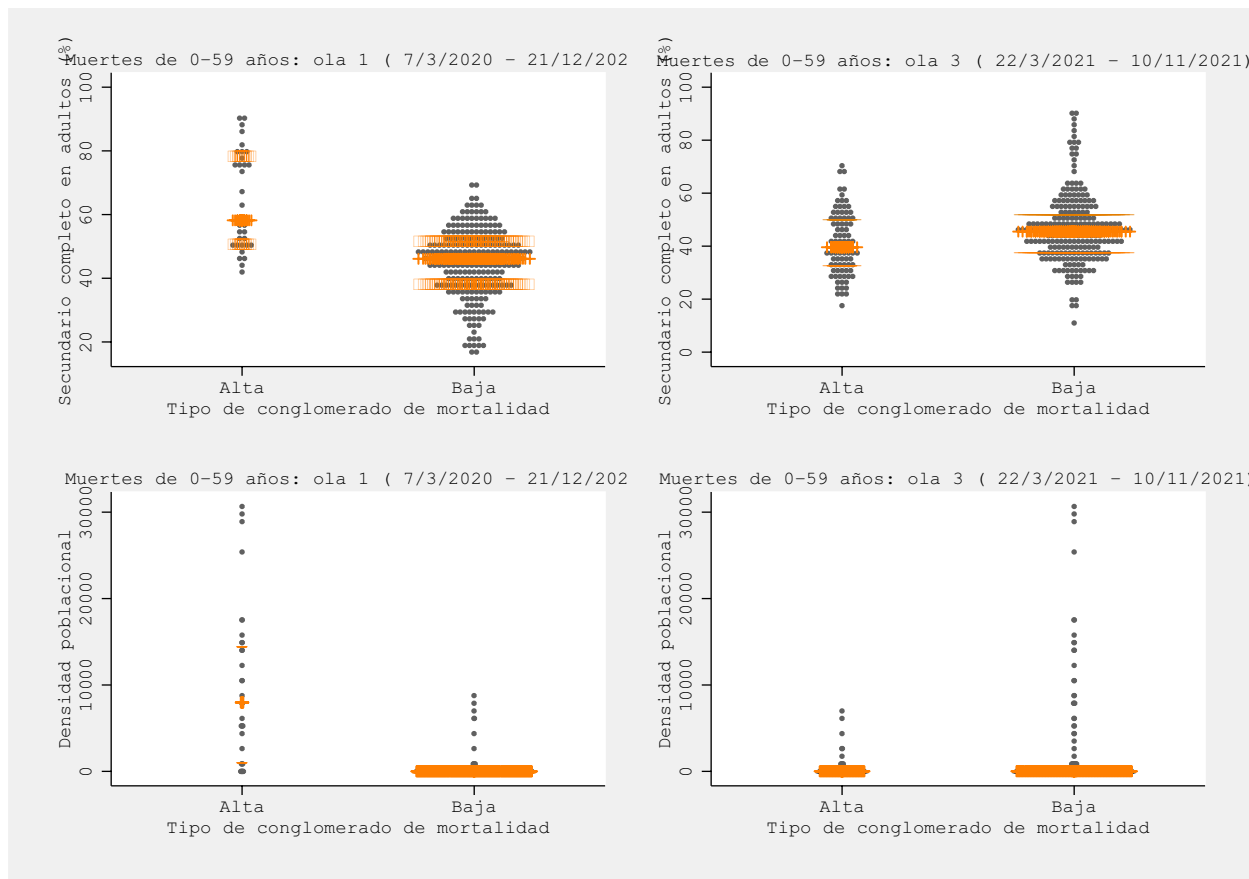 Muertes de 0-59 años: ola 1 ( 7/3/2020 - 21/12/202
Secundario completo en adultos (%)
100
80
60
40
20
Alta Baja
Tipo de conglomerado de mortalidad
Muertes de 0-59 años: ola 3 ( 22/3/2021 - 10/11/2021)
Secundario completo en adultos (%)
100
80
60
40
20
0
Alta Baja
Tipo de conglomerado de mortalidad
Muertes de 0-59 años: ola 1 ( 7/3/2020 - 21/12/202
Densidad poblacional
30000
20000
10000
0
Alta Baja
Tipo de conglomerado de mortalidad
Muertes de 0-59 años: ola 3 ( 22/3/2021 - 10/11/2021)
Densidad poblacional
30000
20000
10000
0
Alta Baja
Tipo de conglomerado de mortalidad